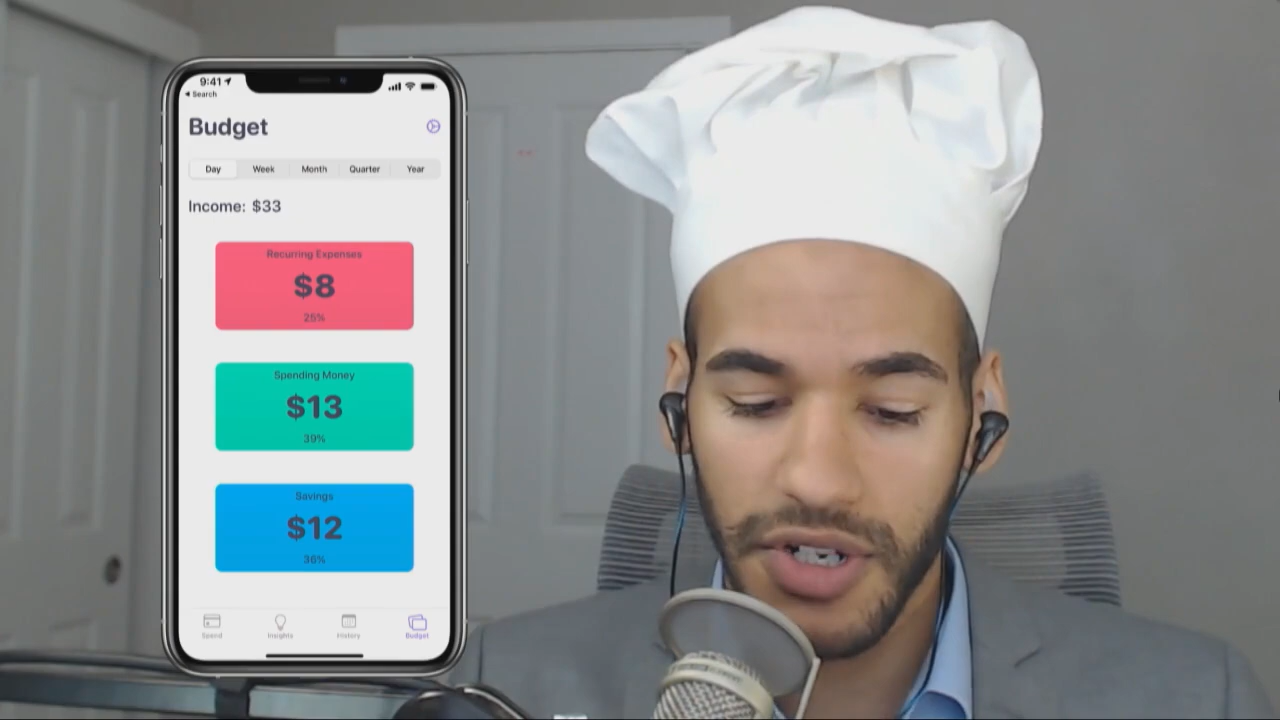 9:41
Search
Budget
Day Week Month Quarter Year
Income: $33
Recurring Expenses
$8
25%
Spending Money
$13
39%
Savings
$12
36%
Spend Insights History Budget